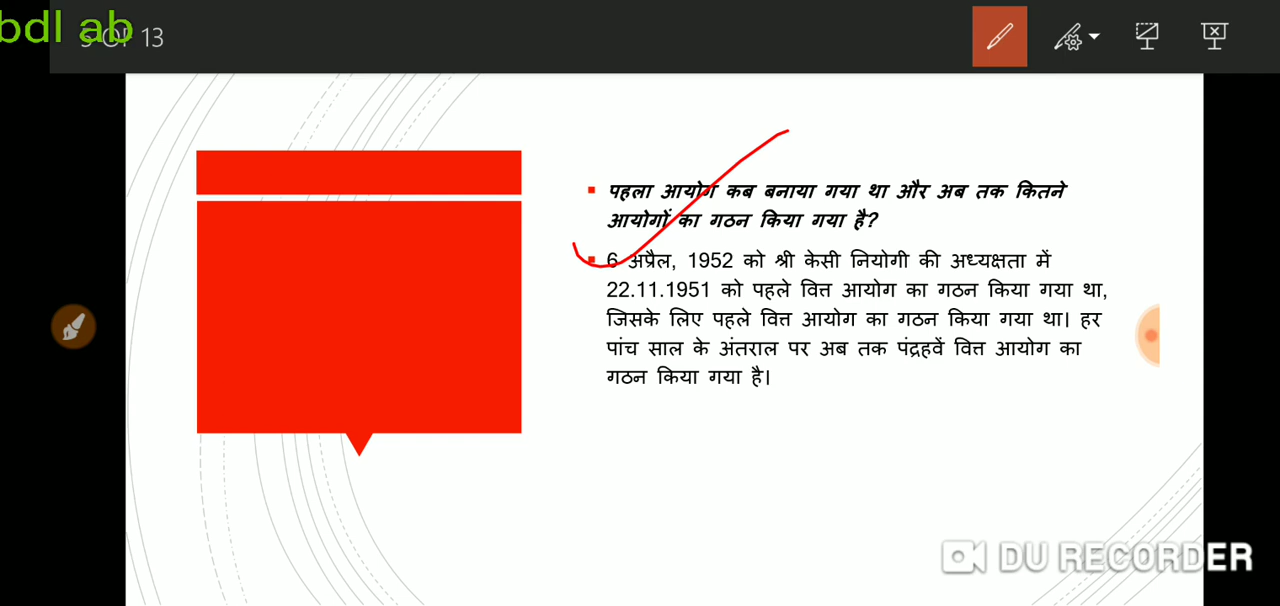 bdl ab
9 OF 13
पहला आयोग कब बनाया गया था और अब तक कितने
आयोगों का गठन किया गया है?
6 अप्रैल, 1952 को श्री केसी नियोगी की अध्यक्षता में
22.11.1951 को पहले वित्त आयोग का गठन किया गया था,
जिसके लिए पहले वित्त आयोग का गठन किया गया था। हर
पांच साल के अंतराल पर अब तक पंद्रहवें वित्त आयोग का
गठन किया गया है।
DU RECORDER